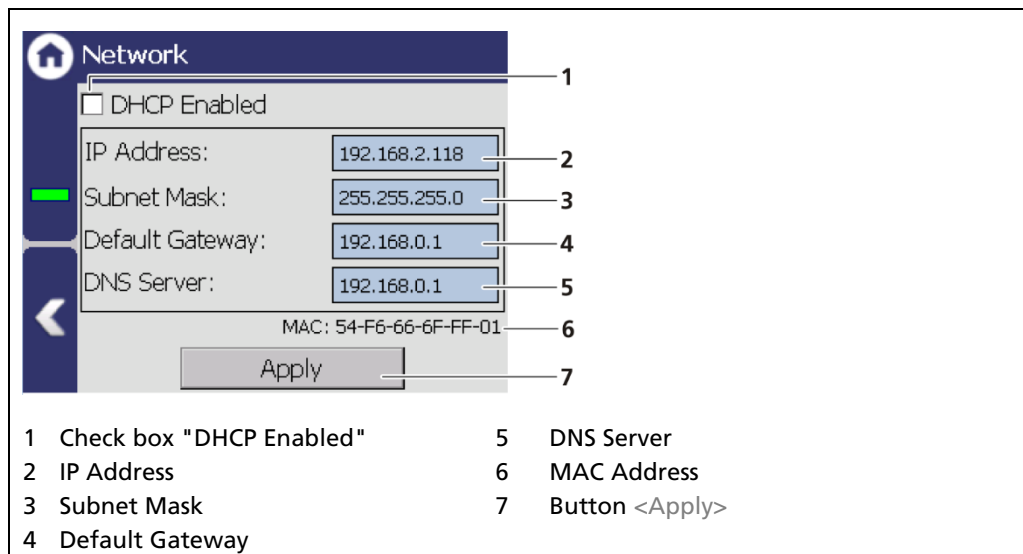 Network
1
DHCP Enabled
IP Address: 192.168.2.118 2
Subnet Mask: 255.255.255.0 3
Default Gateway: 192.168.0.1 4
DNS Server: 192.168.0.1 5
MAC: 54-F6-66-6F-FF-01 6
Apply 7
1 Check box "DHCP Enabled" 5 DNS Server
2 IP Address 6 MAC Address
3 Subnet Mask 7 Button <Apply>
4 Default Gateway